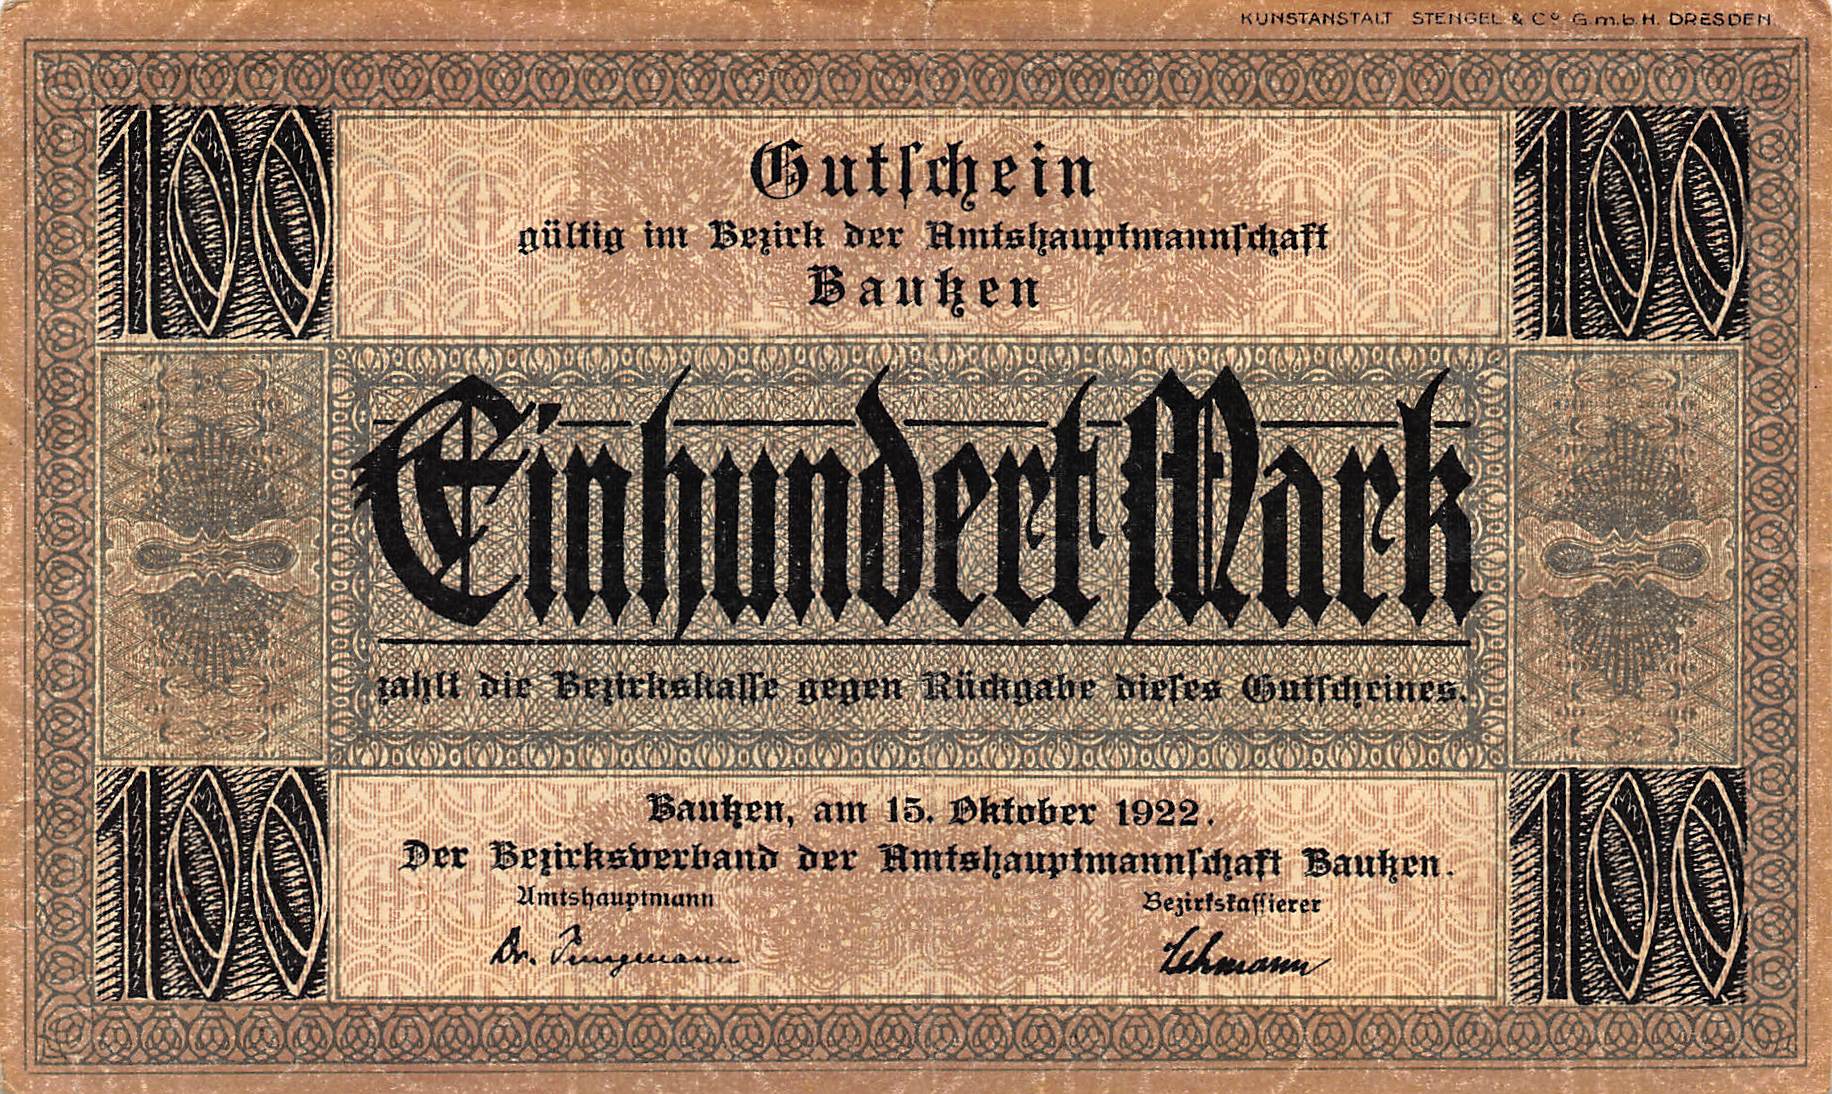 KUNSTANSTALT STENGEL & Co G.m.b.H. DRESDEN.
100 100
Gutschein
gültig im Bezirk der Amtshauptmannschaft
Bautzen
Einhundert Mark
zahlt die Bezirkskasse gegen Rückgabe dieses Gutscheines.
100 100
Bautzen, am 15. Oktober 1922.
Der Bezirksverband der Amtshauptmannschaft Bautzen.
Amtshauptmann Bezirkskassierer
Dr. Lehmann